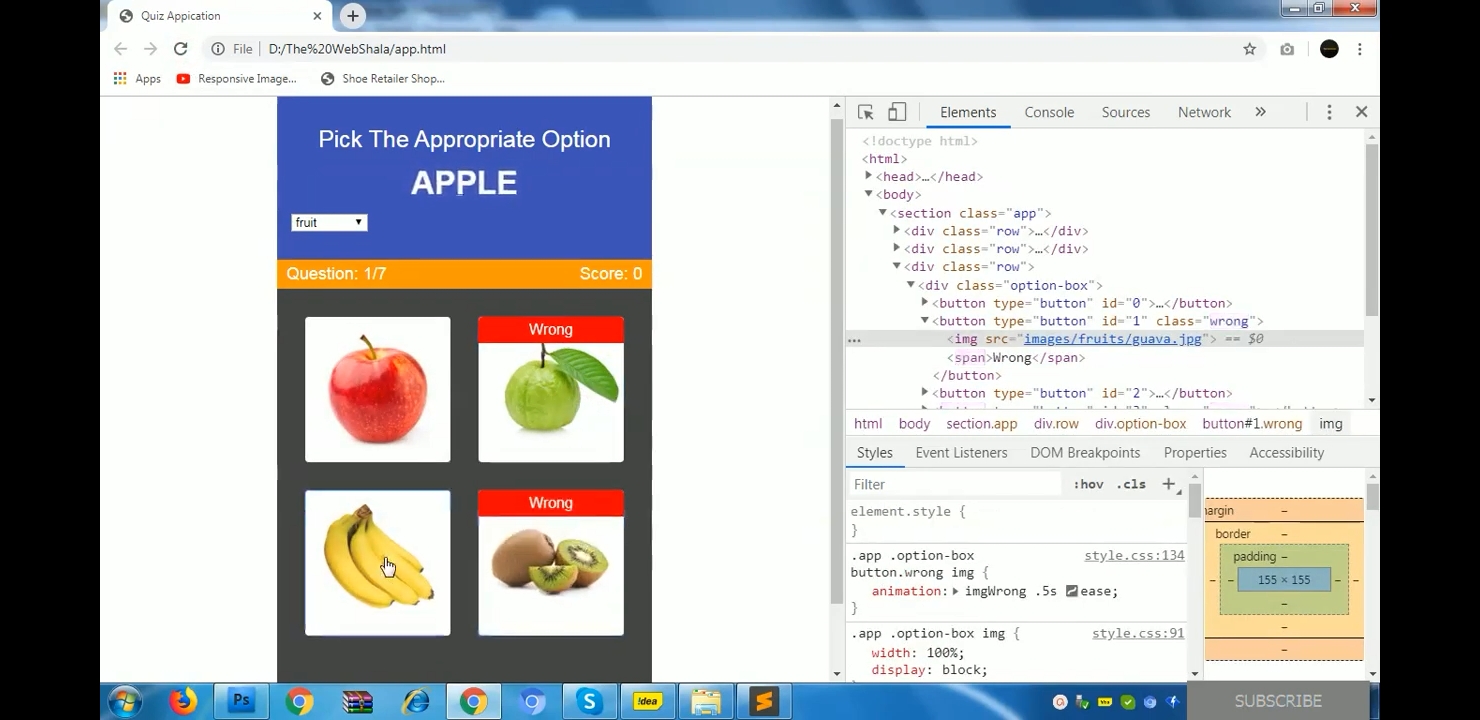 Quiz Appication
File
D:/The%20WebShala/app.html
Apps
Responsive Image...
Shoe Retailer Shop...
Pick The Appropriate Option
APPLE
fruit
Question: 1/7
Score: 0
Wrong
Wrong
Elements
Console
Sources
Network
<!doctype html>
<html>
<head>…</head>
<body>
<section class="app">
<div class="row">…</div>
<div class="row">…</div>
<div class="row">
<div class="option-box">
<button type="button" id="0">…</button>
<button type="button" id="1" class="wrong">
<img src="images/fruits/guava.jpg"> == $0
<span>Wrong</span>
</button>
<button type="button" id="2">…</button>
html body section.app div.row div.option-box button#1.wrong img
Styles
Event Listeners
DOM Breakpoints
Properties
Accessibility
Filter
:hov .cls +
element.style {
}
.app .option-box
style.css:134
button.wrong img {
animation: imgWrong .5s ease;
}
.app .option-box img {
style.css:91
width: 100%;
display: block;
argin –
border –
padding –
– – 155 × 155 – –
–
–
–
Ps
!dea
SUBSCRIBE